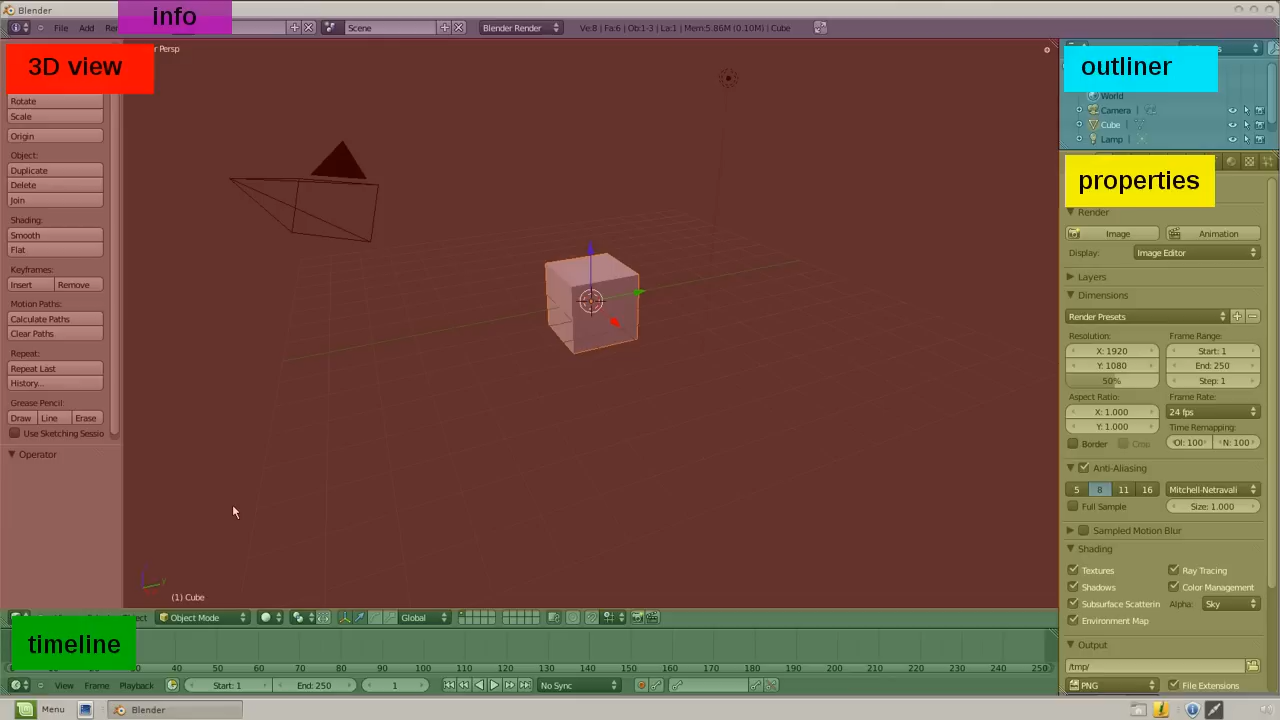 Blender
info
File Add
Scene
Blender Render
Ve:8 | Fa:6 | Ob:1-3 | La:1 | Mem:5.86M (0.10M) | Cube
3D view
Persp
outliner
Rotate
Scale
Origin
Object:
Duplicate
Delete
Join
Shading:
Smooth
Flat
Keyframes:
Insert Remove
Motion Paths:
Calculate Paths
Clear Paths
Repeat:
Repeat Last
History...
Grease Pencil:
Draw Line Erase
Use Sketching Sessio
Operator
(1) Cube
World
Camera
Cube
Lamp
properties
Render
Image Animation
Display: Image Editor
Layers
Dimensions
Render Presets
Resolution: Frame Range:
X: 1920 Start: 1
Y: 1080 End: 250
50% Step: 1
Aspect Ratio: Frame Rate:
X: 1.000 24 fps
Y: 1.000 Time Remapping:
Border Crop OI: 100 N: 100
Anti-Aliasing
5 8 11 16 Mitchell-Netravali
Full Sample Size: 1.000
Sampled Motion Blur
Shading
Textures Ray Tracing
Shadows Color Management
Subsurface Scatterin Alpha: Sky
Environment Map
Output
/tmp/
PNG File Extensions
Object Mode Global
timeline
40 50 60 70 80 90 100 110 120 130 140 150 160 170 180 190 200 210 220 230 240 250
View Frame Playback Start: 1 End: 250 1 No Sync
Menu Blender